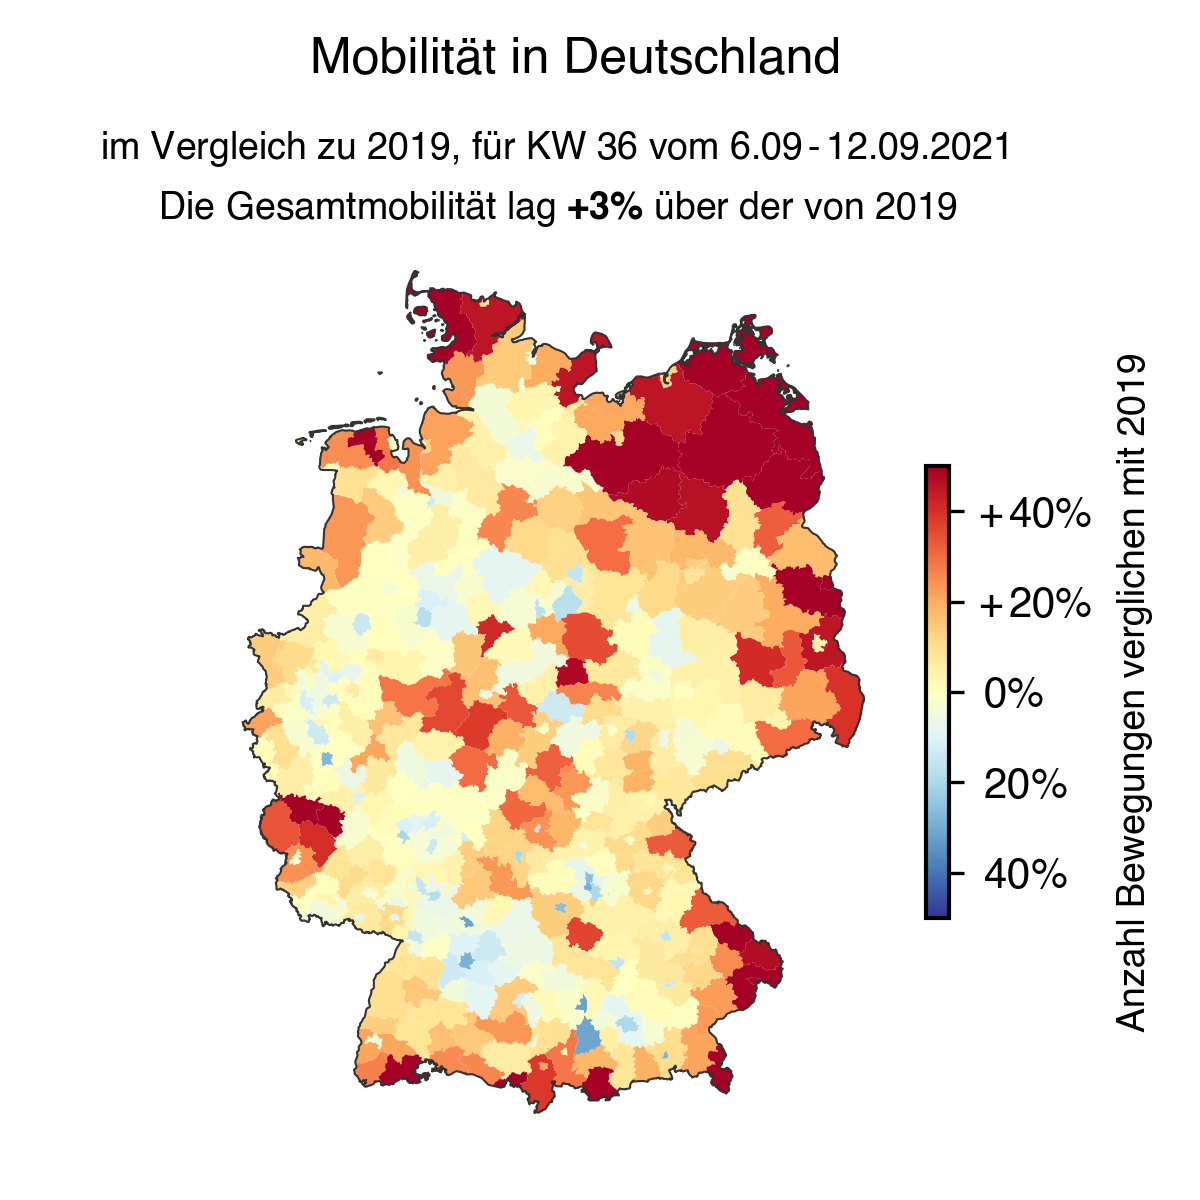 Mobilität in Deutschland
im Vergleich zu 2019, für KW 36 vom 6.09 - 12.09.2021
Die Gesamtmobilität lag +3% über der von 2019
+40%
+20%
0%
20%
40%
Anzahl Bewegungen verglichen mit 2019